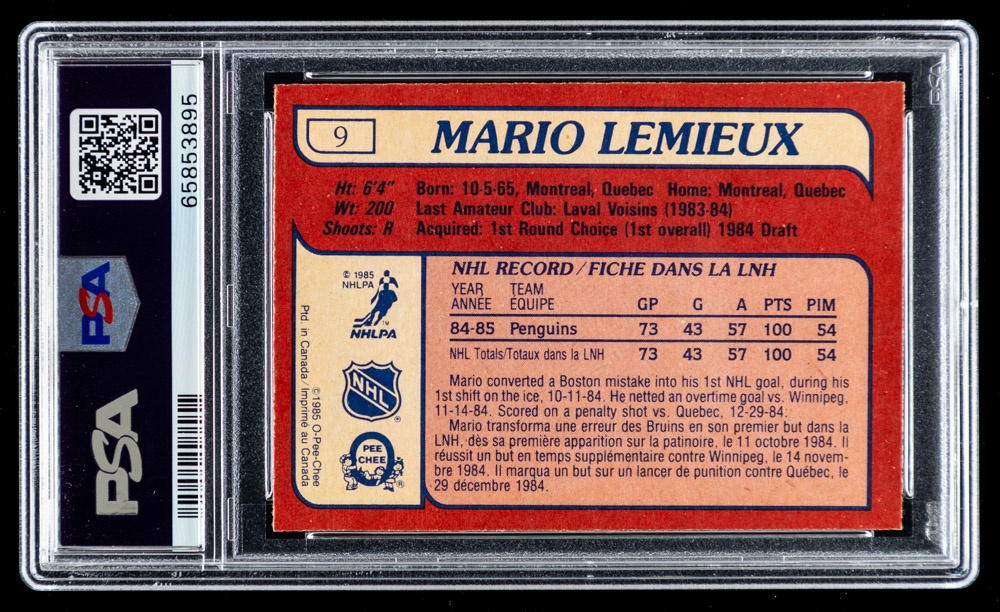 65853895
PSA
PSA
9
MARIO LEMIEUX
Ht: 6'4" Born: 10-5-65, Montreal, Quebec Home: Montreal, Quebec
Wt: 200 Last Amateur Club: Laval Voisins (1983-84)
Shoots: R Acquired: 1st Round Choice (1st overall) 1984 Draft
© 1985
NHLPA
TM
NHLPA
NHL
®
O
PEE
CHEE
®
©1985 O-Pee-Chee
Ptd. in Canada/Imprimé au Canada
NHL RECORD/FICHE DANS LA LNH
YEAR TEAM
ANNÉE ÉQUIPE GP G A PTS PIM
84-85 Penguins 73 43 57 100 54
NHL Totals/Totaux dans la LNH 73 43 57 100 54
Mario converted a Boston mistake into his 1st NHL goal, during his
1st shift on the ice, 10-11-84. He netted an overtime goal vs. Winnipeg,
11-14-84. Scored on a penalty shot vs. Quebec, 12-29-84.
Mario transforma une erreur des Bruins en son premier but dans la
LNH, dès sa première apparition sur la patinoire, le 11 octobre 1984. Il
réussit un but en temps supplémentaire contre Winnipeg, le 14 novem-
bre 1984. Il marqua un but sur un lancer de punition contre Québec, le
29 décembre 1984.